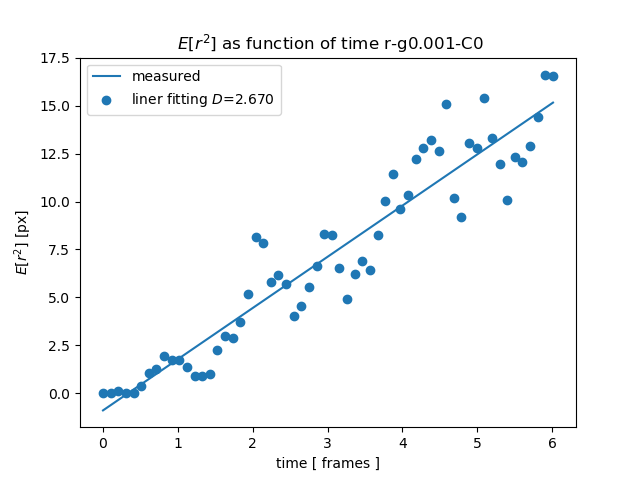 E[r²] as function of time r-g0.001-C0
measured
liner fitting D=2.670
17.5
15.0
12.5
10.0
7.5
5.0
2.5
0.0
E[r²] [px]
0 1 2 3 4 5 6
time [ frames ]